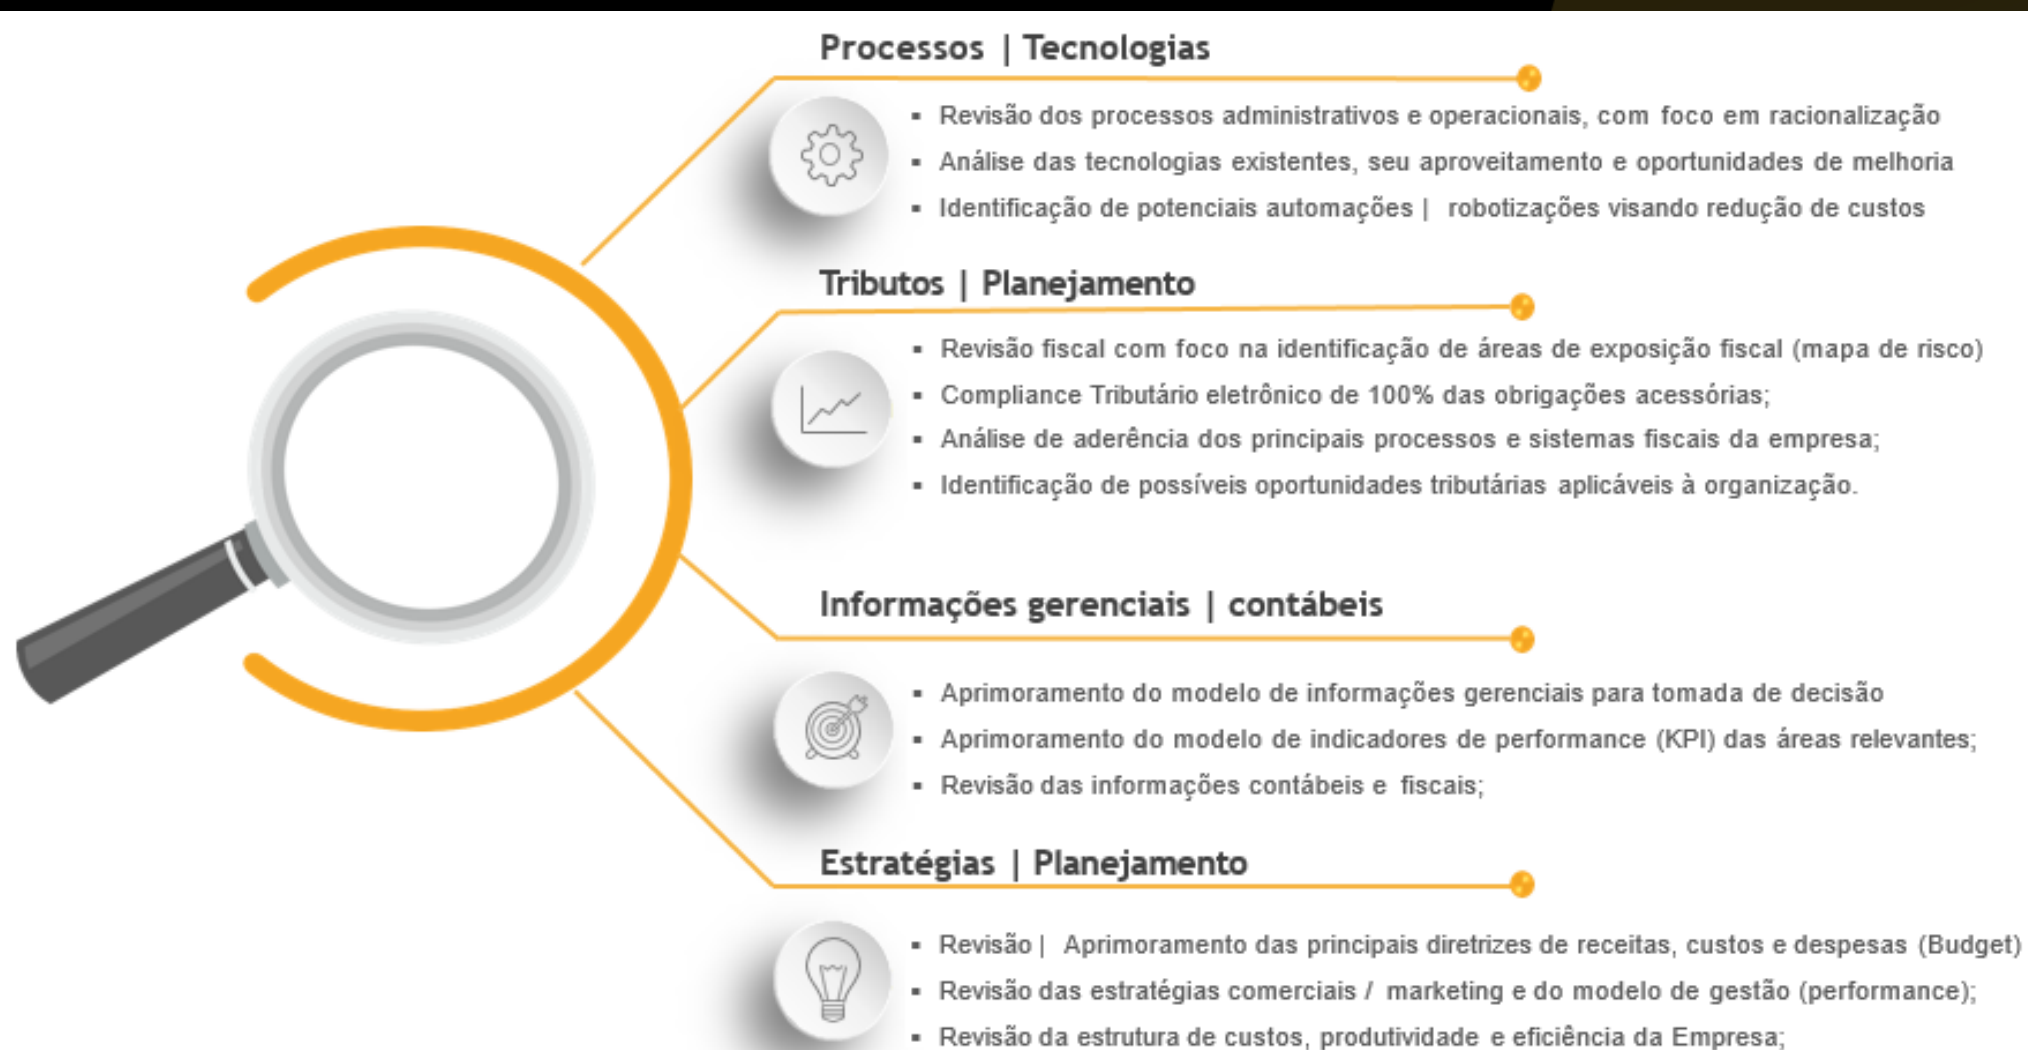 Processos | Tecnologias
▪ Revisão dos processos administrativos e operacionais, com foco em racionalização
▪ Análise das tecnologias existentes, seu aproveitamento e oportunidades de melhoria
▪ Identificação de potenciais automações | robotizações visando redução de custos
Tributos | Planejamento
▪ Revisão fiscal com foco na identificação de áreas de exposição fiscal (mapa de risco)
▪ Compliance Tributário eletrônico de 100% das obrigações acessórias;
▪ Análise de aderência dos principais processos e sistemas fiscais da empresa;
▪ Identificação de possíveis oportunidades tributárias aplicáveis à organização.
Informações gerenciais | contábeis
▪ Aprimoramento do modelo de informações gerenciais para tomada de decisão
▪ Aprimoramento do modelo de indicadores de performance (KPI) das áreas relevantes;
▪ Revisão das informações contábeis e fiscais;
Estratégias | Planejamento
▪ Revisão | Aprimoramento das principais diretrizes de receitas, custos e despesas (Budget)
▪ Revisão das estratégias comerciais / marketing e do modelo de gestão (performance);
▪ Revisão da estrutura de custos, produtividade e eficiência da Empresa;